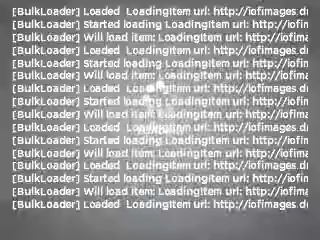 [BulkLoader] Loaded LoadingItem url: http://iofimages.d
[BulkLoader] Started loading LoadingItem url: http://iofi
[BulkLoader] Will load item: LoadingItem url: http://iofima
[BulkLoader] Loaded LoadingItem url: http://iofimages.d
[BulkLoader] Started loading LoadingItem url: http://iofi
[BulkLoader] Will load item: LoadingItem url: http://iofima
[BulkLoader] Loaded LoadingItem url: http://iofimages.d
[BulkLoader] Started loading LoadingItem url: http://iofi
[BulkLoader] Will load item: LoadingItem url: http://iofima
[BulkLoader] Loaded LoadingItem url: http://iofimages.d
[BulkLoader] Started loading LoadingItem url: http://iofi
[BulkLoader] Will load item: LoadingItem url: http://iofima
[BulkLoader] Loaded LoadingItem url: http://iofimages.d
[BulkLoader] Started loading LoadingItem url: http://iofi
[BulkLoader] Will load item: LoadingItem url: http://iofima
[BulkLoader] Loaded LoadingItem url: http://iofimages.d